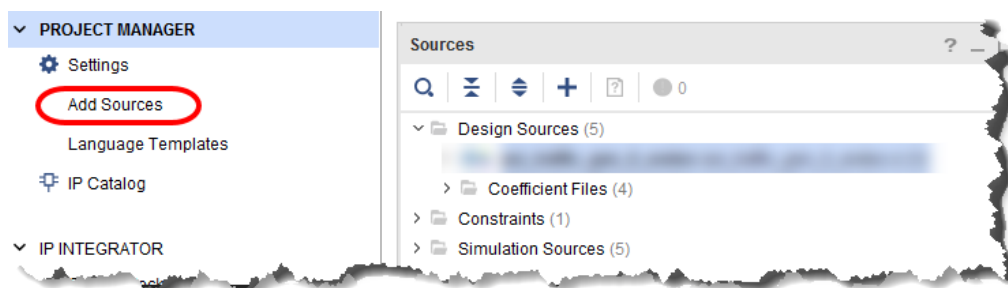 PROJECT MANAGER
Settings
Add Sources
Language Templates
IP Catalog
IP INTEGRATOR
Sources
?
0
Design Sources (5)
Coefficient Files (4)
Constraints (1)
Simulation Sources (5)